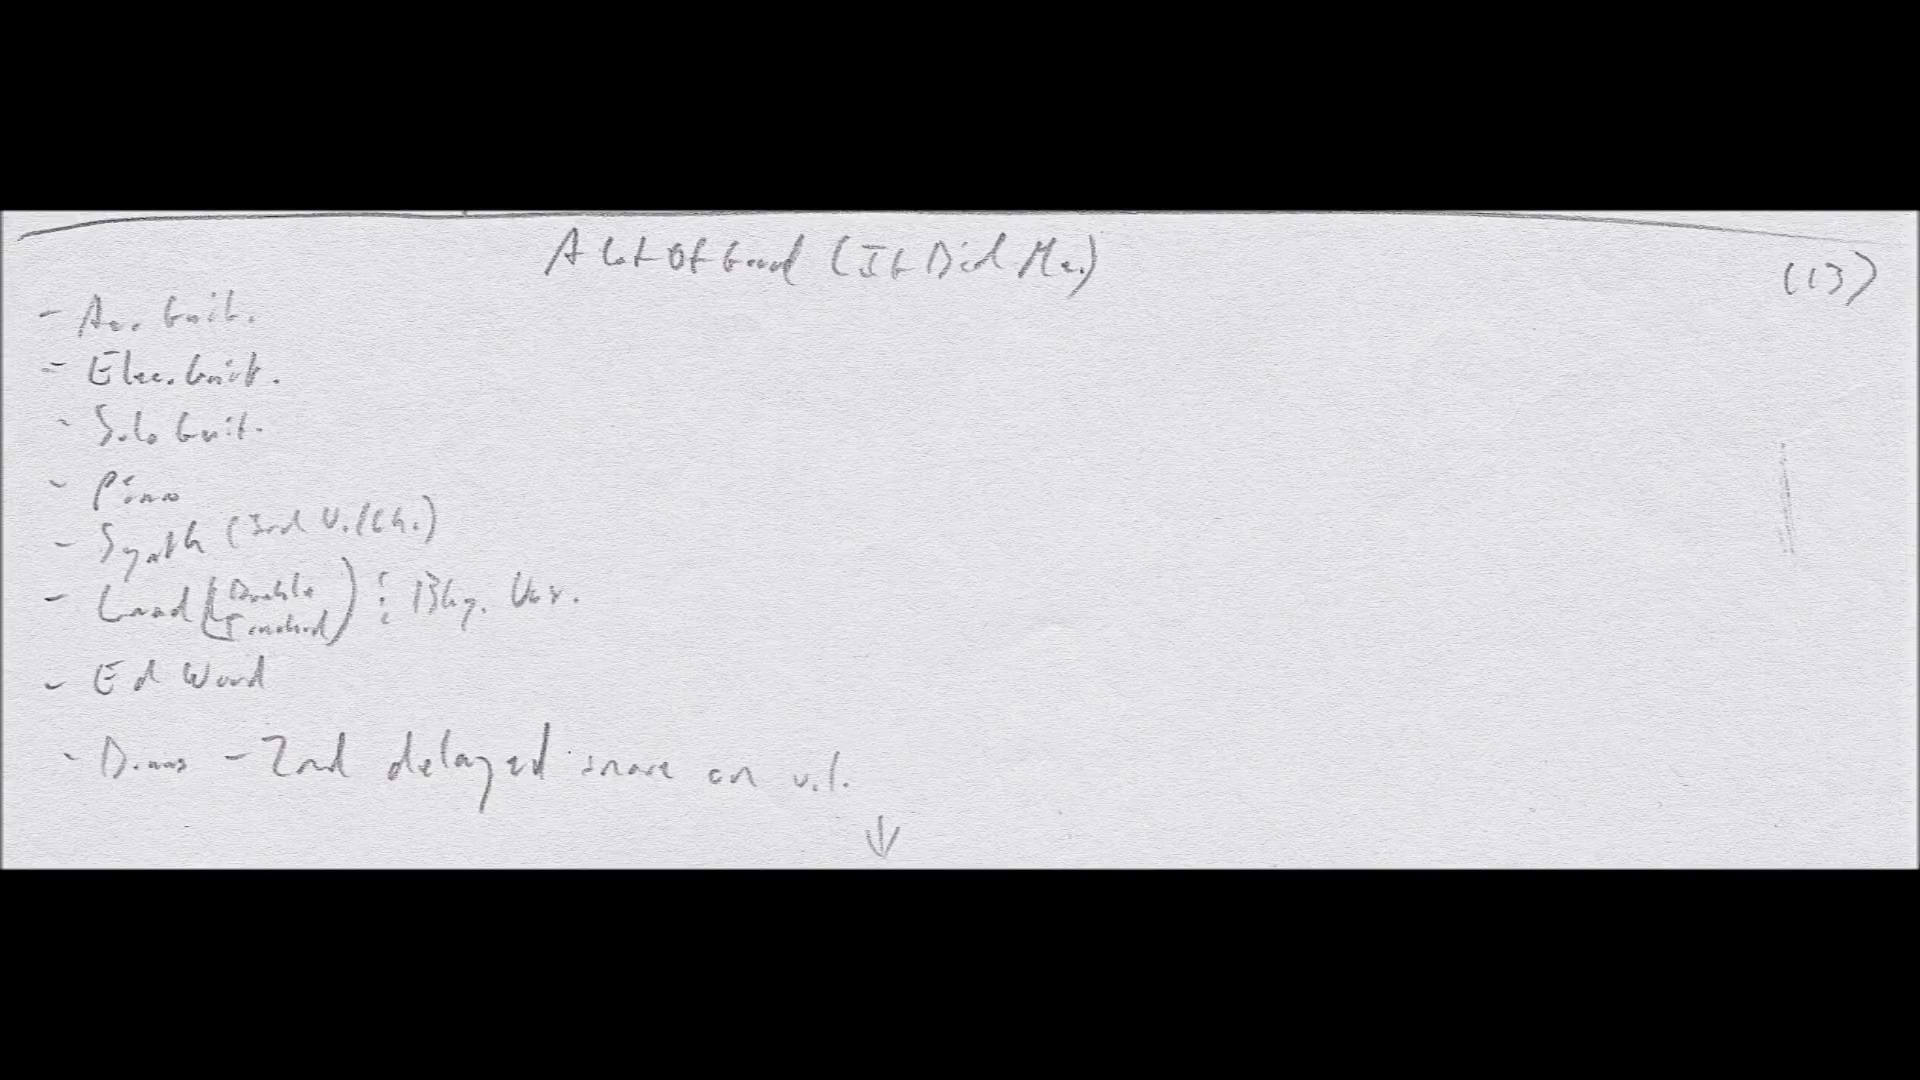 A Lot Of Good (It Did Me.)
(13)
- Ac. Guit.
- Elec. Guit.
- Solo Guit.
- Piano
- Synth (3rd V./Ch.)
- Lead (Double Tracked) : Bkg. Vox.
- Ed Wood
- Drums - 2nd delayed snare on v.1.
↓